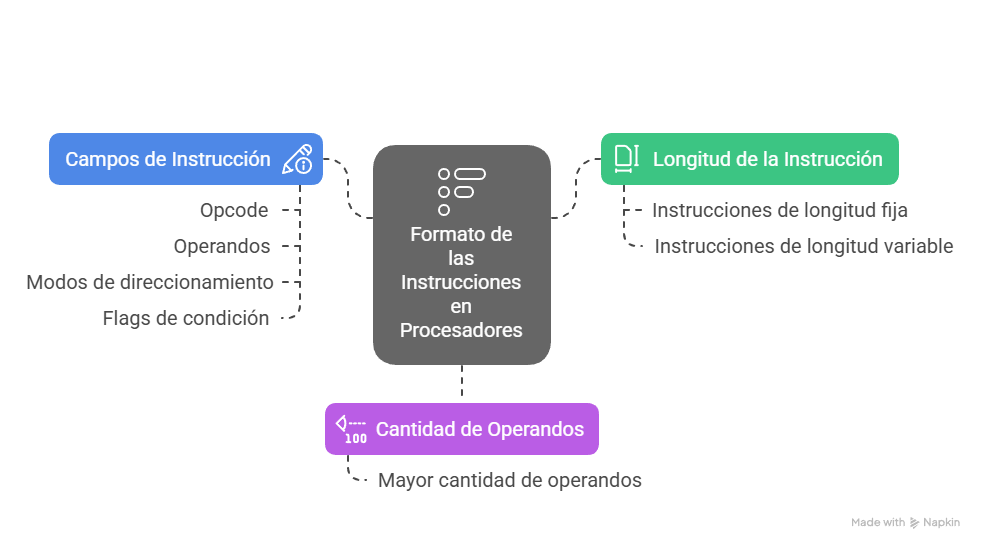 Campos de Instrucción
Opcode
Operandos
Modos de direccionamiento
Flags de condición
Formato de
las
Instrucciones
en
Procesadores
Longitud de la Instrucción
Instrucciones de longitud fija
Instrucciones de longitud variable
100
Cantidad de Operandos
Mayor cantidad de operandos
Made with Napkin